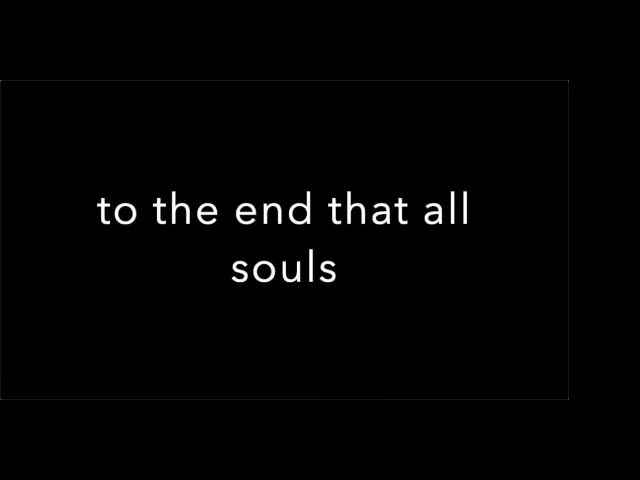 to the end that all
souls